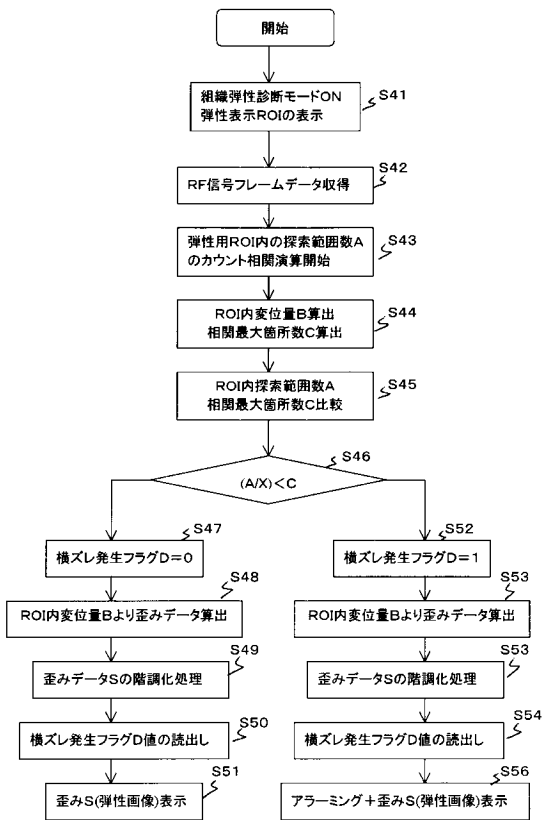 開始
組織弾性診断モードON
弾性表示ROIの表示
S41
RF信号フレームデータ取得
S42
弾性用ROI内の探索範囲数A
のカウント相関演算開始
S43
ROI内変位量B算出
相関最大箇所数C算出
S44
ROI内探索範囲数A
相関最大箇所数C比較
S45
(A/X)<C
S46
横ズレ発生フラグD=0
S47
ROI内変位量Bより歪みデータ算出
S48
歪みデータSの階調化処理
S49
横ズレ発生フラグD値の読出し
S50
歪みS(弾性画像)表示
S51
横ズレ発生フラグD=1
S52
ROI内変位量Bより歪みデータ算出
S53
歪みデータSの階調化処理
S53
横ズレ発生フラグD値の読出し
S54
アラーミング+歪みS(弾性画像)表示
S56